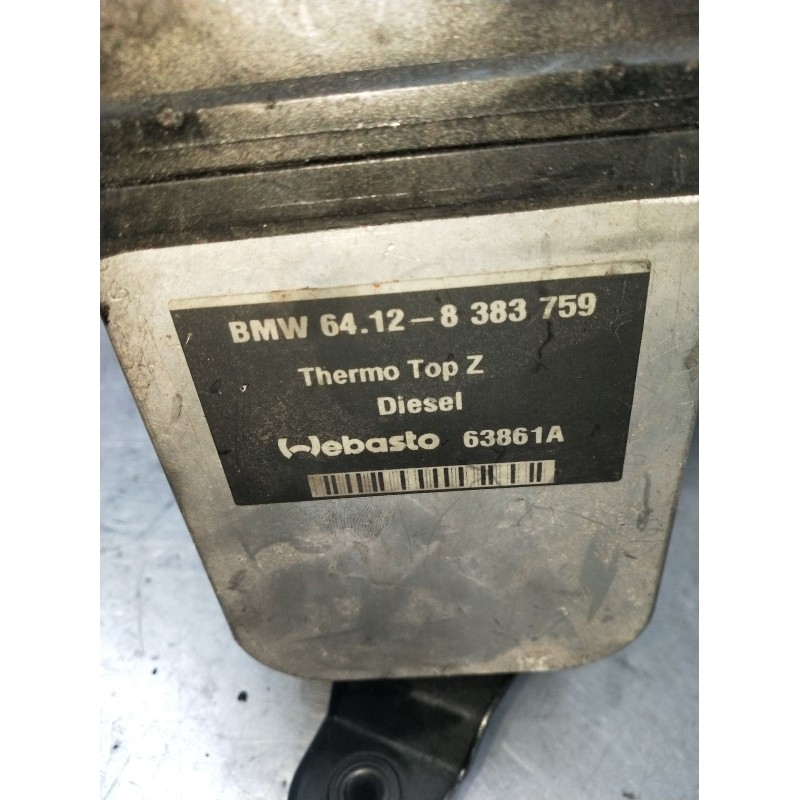 BMW 64.12-8 383 759
Thermo Top Z
Diesel
Webasto 63861A